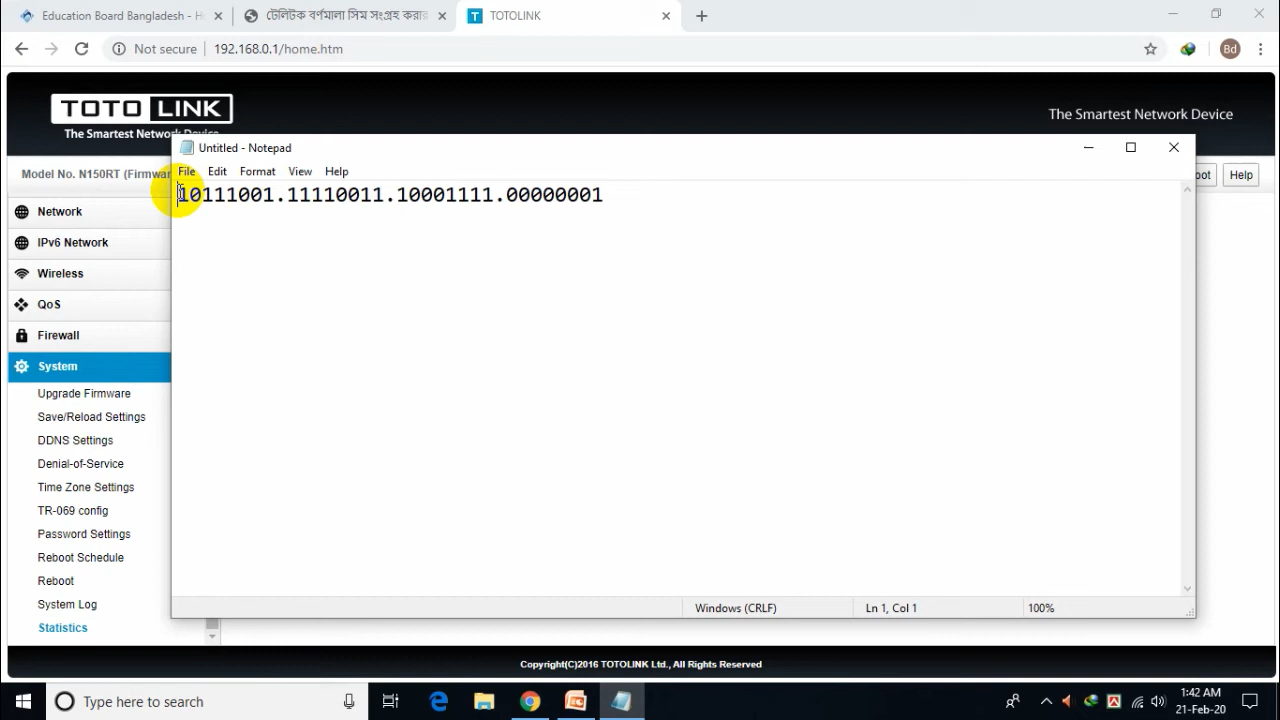 Education Board Bangladesh - H
টেলিটক বর্ণমালা সিম সংগ্রহ করার
TOTOLINK
Not secure
192.168.0.1/home.htm
Bd
TOTO LINK
The Smartest Network Device
The Smartest Network Device
Untitled - Notepad
Model No. N150RT (Firmwar
File Edit Format View Help
oot
Help
10111001.11110011.10001111.00000001
Network
IPv6 Network
Wireless
QoS
Firewall
System
Upgrade Firmware
Save/Reload Settings
DDNS Settings
Denial-of-Service
Time Zone Settings
TR-069 config
Password Settings
Reboot Schedule
Reboot
System Log
Statistics
Windows (CRLF)
Ln 1, Col 1
100%
Copyright(C)2016 TOTOLINK Ltd., All Rights Reserved
Type here to search
1:42 AM
21-Feb-20